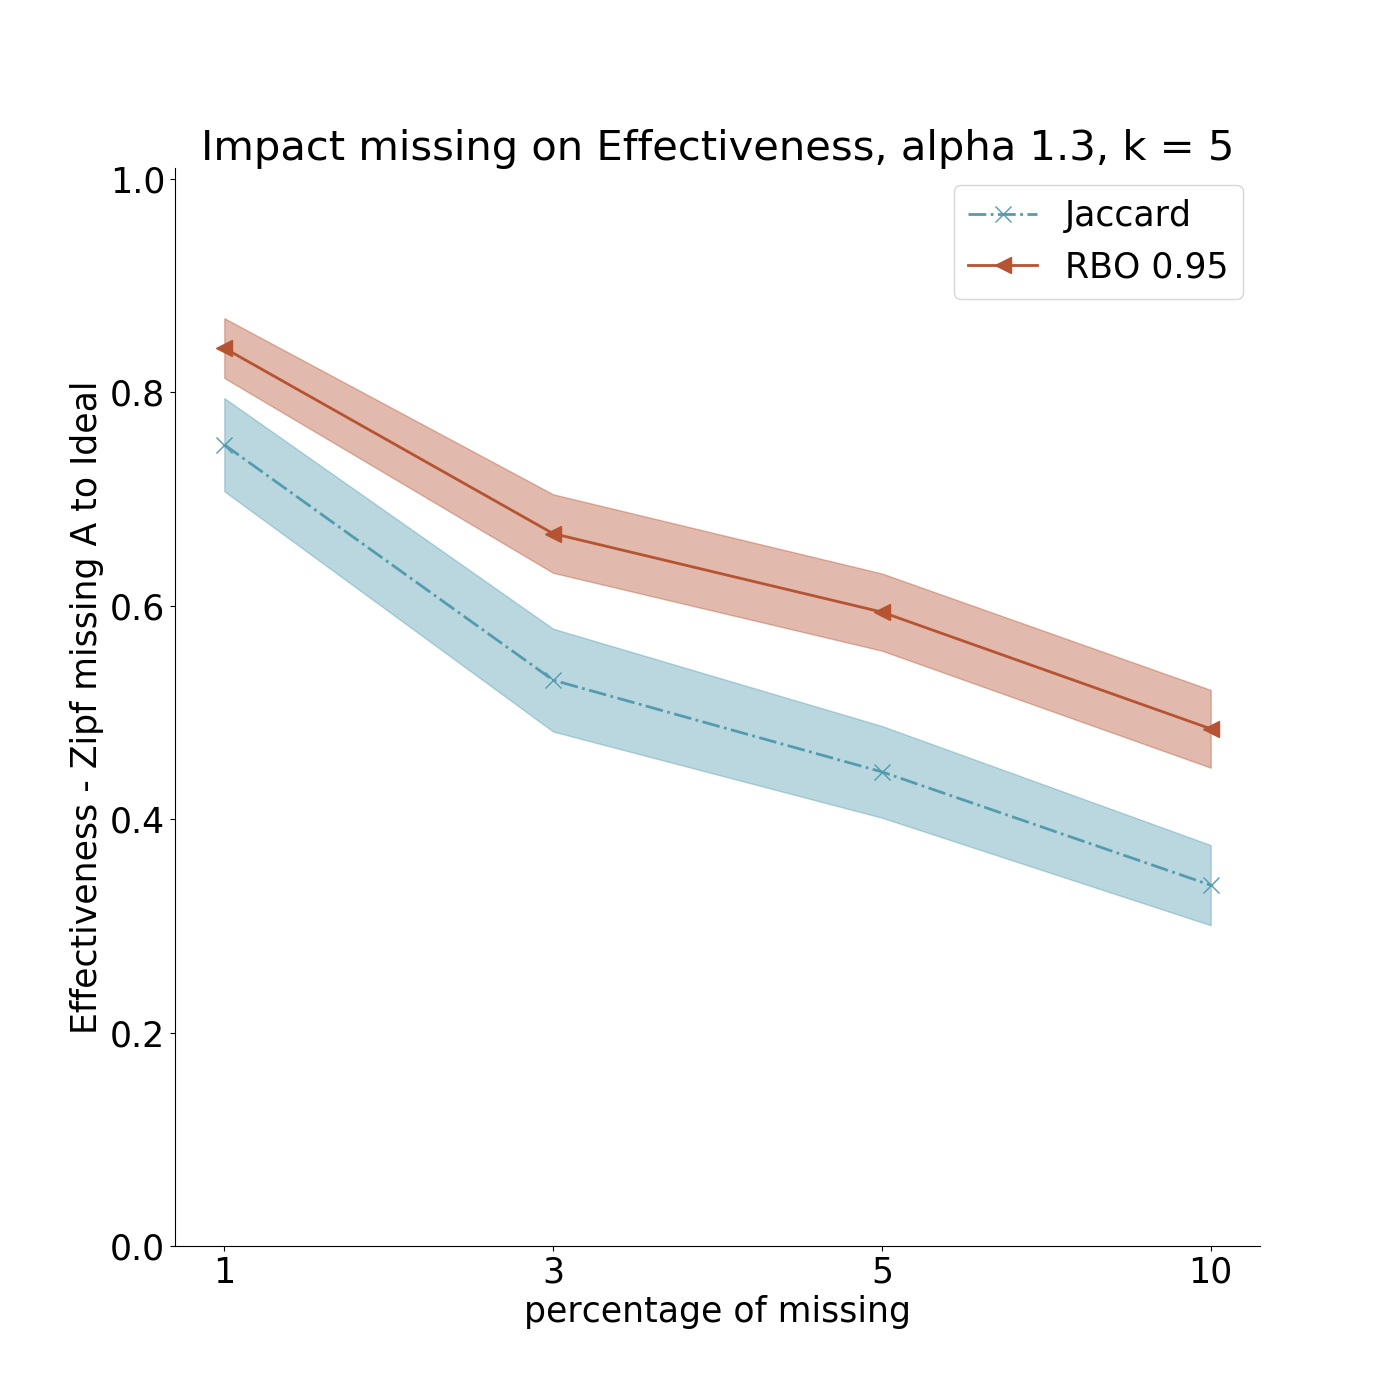 Impact missing on Effectiveness, alpha 1.3, k = 5
Jaccard
RBO 0.95
Effectiveness - Zipf missing A to Ideal
1.0
0.8
0.6
0.4
0.2
0.0
1 3 5 10
percentage of missing